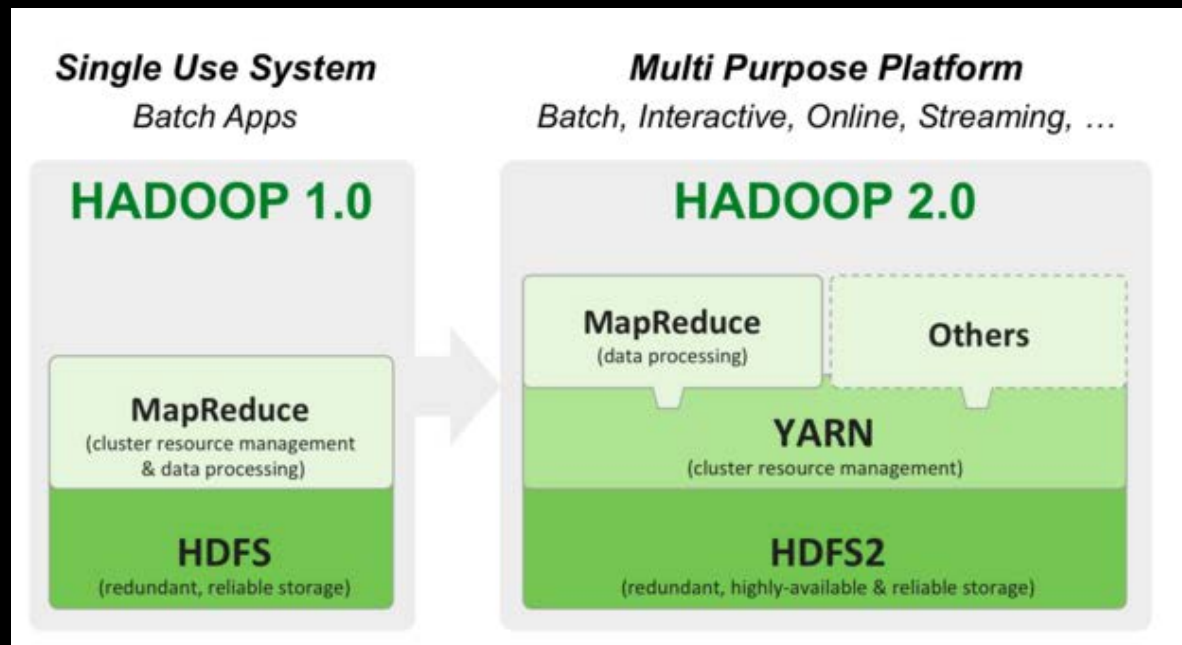 Single Use System
Batch Apps
HADOOP 1.0
MapReduce
(cluster resource management
& data processing)
HDFS
(redundant, reliable storage)
Multi Purpose Platform
Batch, Interactive, Online, Streaming, …
HADOOP 2.0
MapReduce
(data processing)
Others
YARN
(cluster resource management)
HDFS2
(redundant, highly-available & reliable storage)